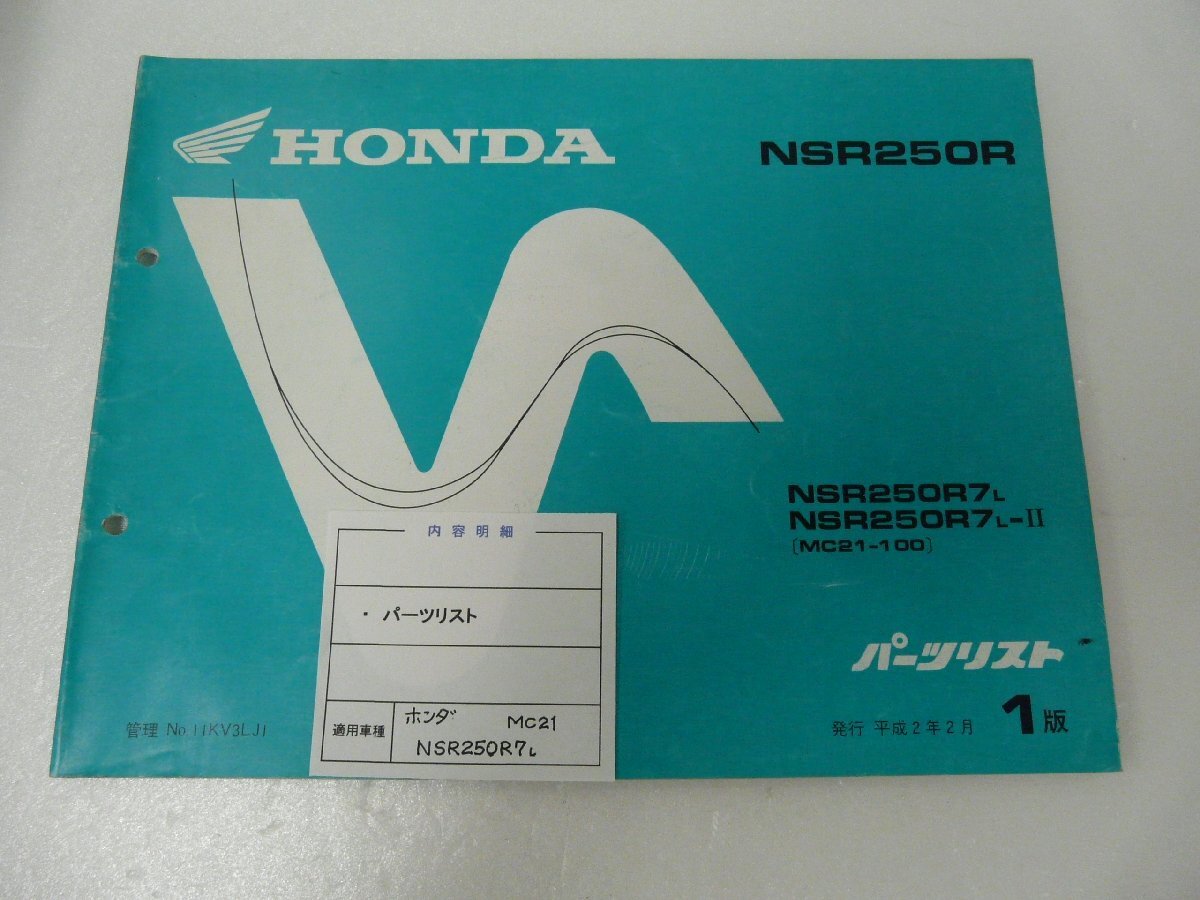 HONDA
NSR250R
NSR250R7L
NSR250R7L-II
(MC21-100)
パーツリスト
発行 平成2年2月 1版
管理 No 11KV3LJ1
内容明細
・ パーツリスト
適用車種
ホンダ MC21
NSR250R7L